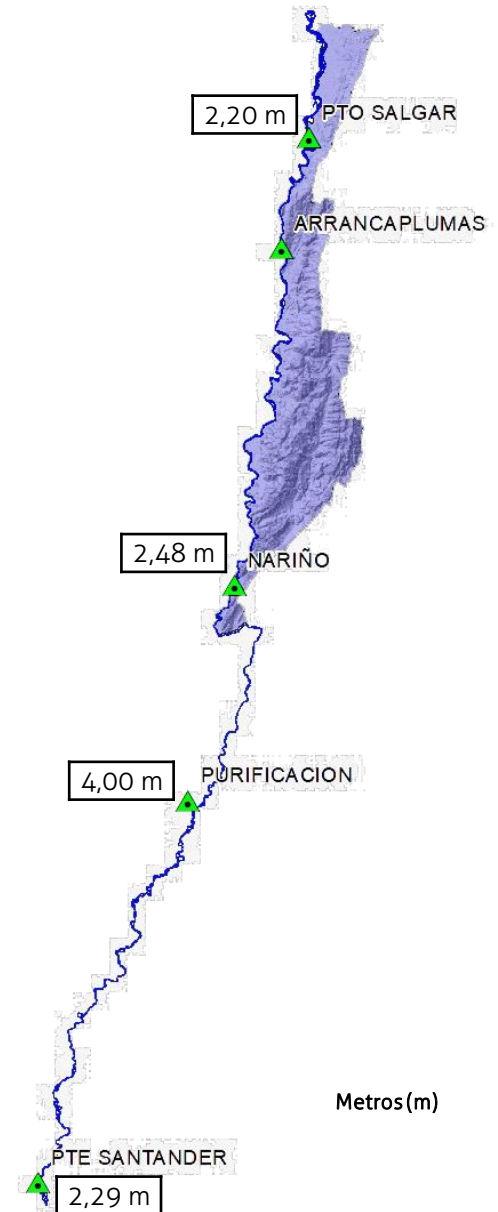 2,20 m
PTO SALGAR
ARRANCAPLUMAS
2,48 m
NARIÑO
4,00 m
PURIFICACION
Metros (m)
PTE SANTANDER
2,29 m